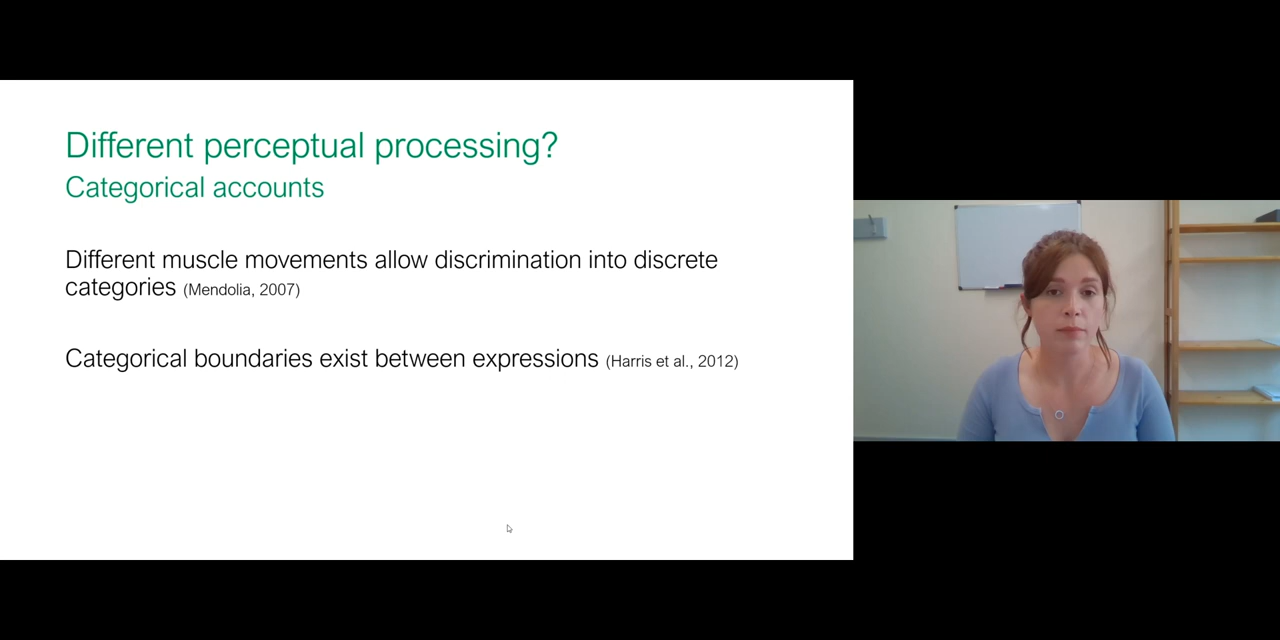 Different perceptual processing?
Categorical accounts
Different muscle movements allow discrimination into discrete
categories (Mendolia, 2007)
Categorical boundaries exist between expressions (Harris et al., 2012)